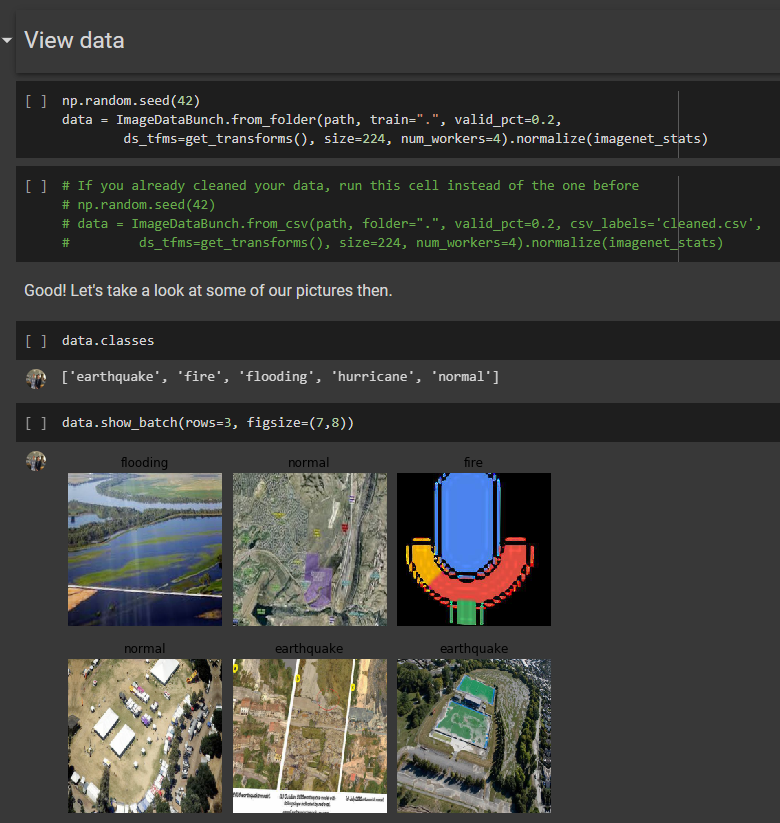 View data
[ ] np.random.seed(42)
data = ImageDataBunch.from_folder(path, train=".", valid_pct=0.2,
ds_tfms=get_transforms(), size=224, num_workers=4).normalize(imagenet_stats)
[ ] # If you already cleaned your data, run this cell instead of the one before
# np.random.seed(42)
# data = ImageDataBunch.from_csv(path, folder=".", valid_pct=0.2, csv_labels='cleaned.csv',
#         ds_tfms=get_transforms(), size=224, num_workers=4).normalize(imagenet_stats)
Good! Let's take a look at some of our pictures then.
[ ] data.classes
['earthquake', 'fire', 'flooding', 'hurricane', 'normal']
[ ] data.show_batch(rows=3, figsize=(7,8))
flooding normal fire
normal earthquake earthquake